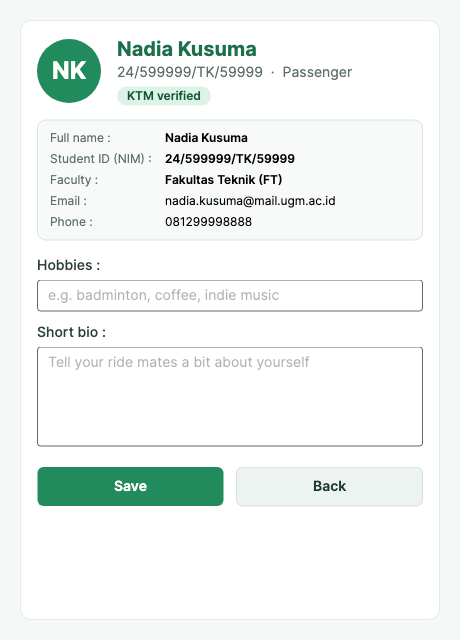 NK
Nadia Kusuma
24/599999/TK/59999 · Passenger
KTM verified
Full name : Nadia Kusuma
Student ID (NIM) : 24/599999/TK/59999
Faculty : Fakultas Teknik (FT)
Email : nadia.kusuma@mail.ugm.ac.id
Phone : 081299998888
Hobbies :
e.g. badminton, coffee, indie music
Short bio :
Tell your ride mates a bit about yourself
Save Back